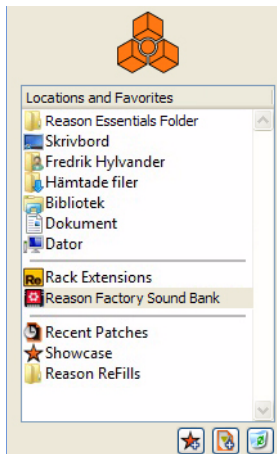 Locations and Favorites
Reason Essentials Folder
Skrivbord
Fredrik Hylvander
Hämtade filer
Bibliotek
Dokument
Dator
Re Rack Extensions
Reason Factory Sound Bank
Recent Patches
Showcase
Reason ReFills